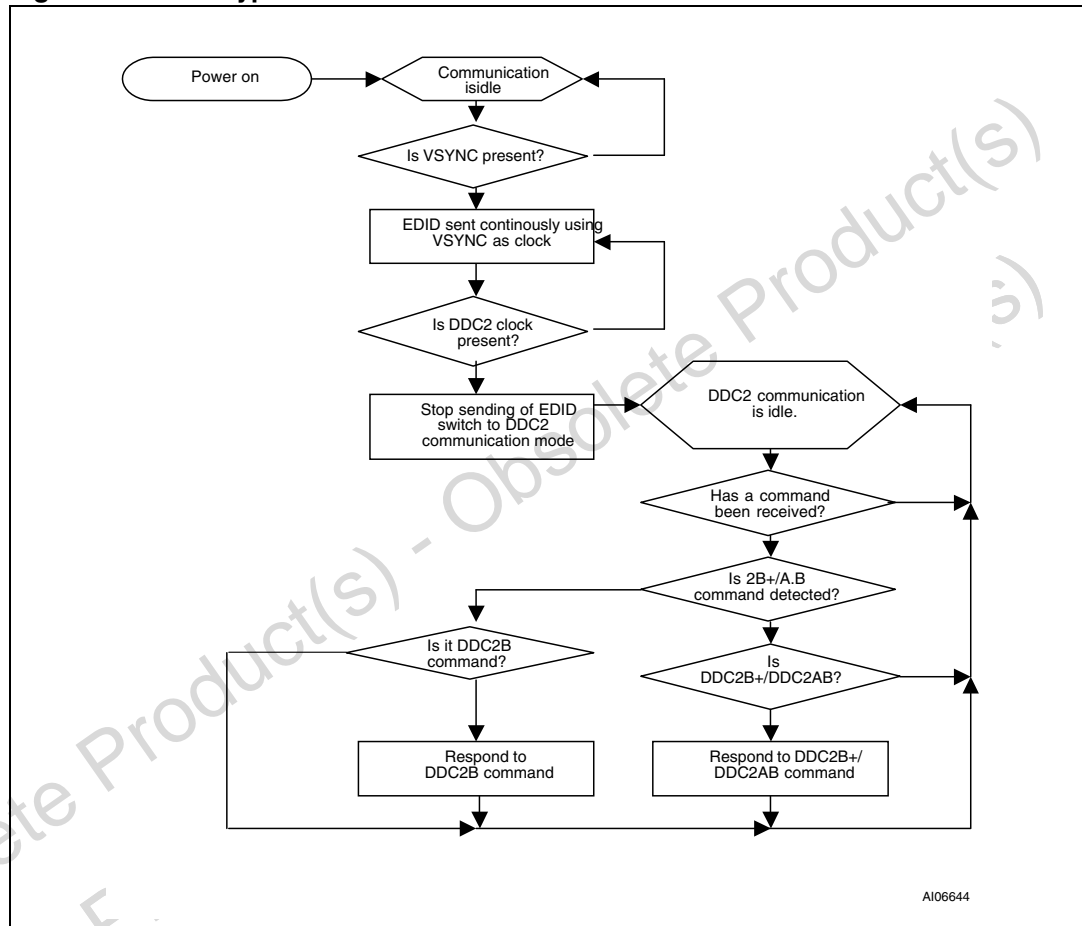 Power on
Communication
isidle
Is VSYNC present?
EDID sent continously using
VSYNC as clock
Is DDC2 clock
present?
Stop sending of EDID
switch to DDC2
communication mode
DDC2 communication
is idle.
Has a command
been received?
Is 2B+/A.B
command detected?
Is it DDC2B
command?
Is
DDC2B+/DDC2AB?
Respond to
DDC2B command
Respond to DDC2B+/
DDC2AB command
AI06644
ete Product(s) - Obsolete Product(s)
s)